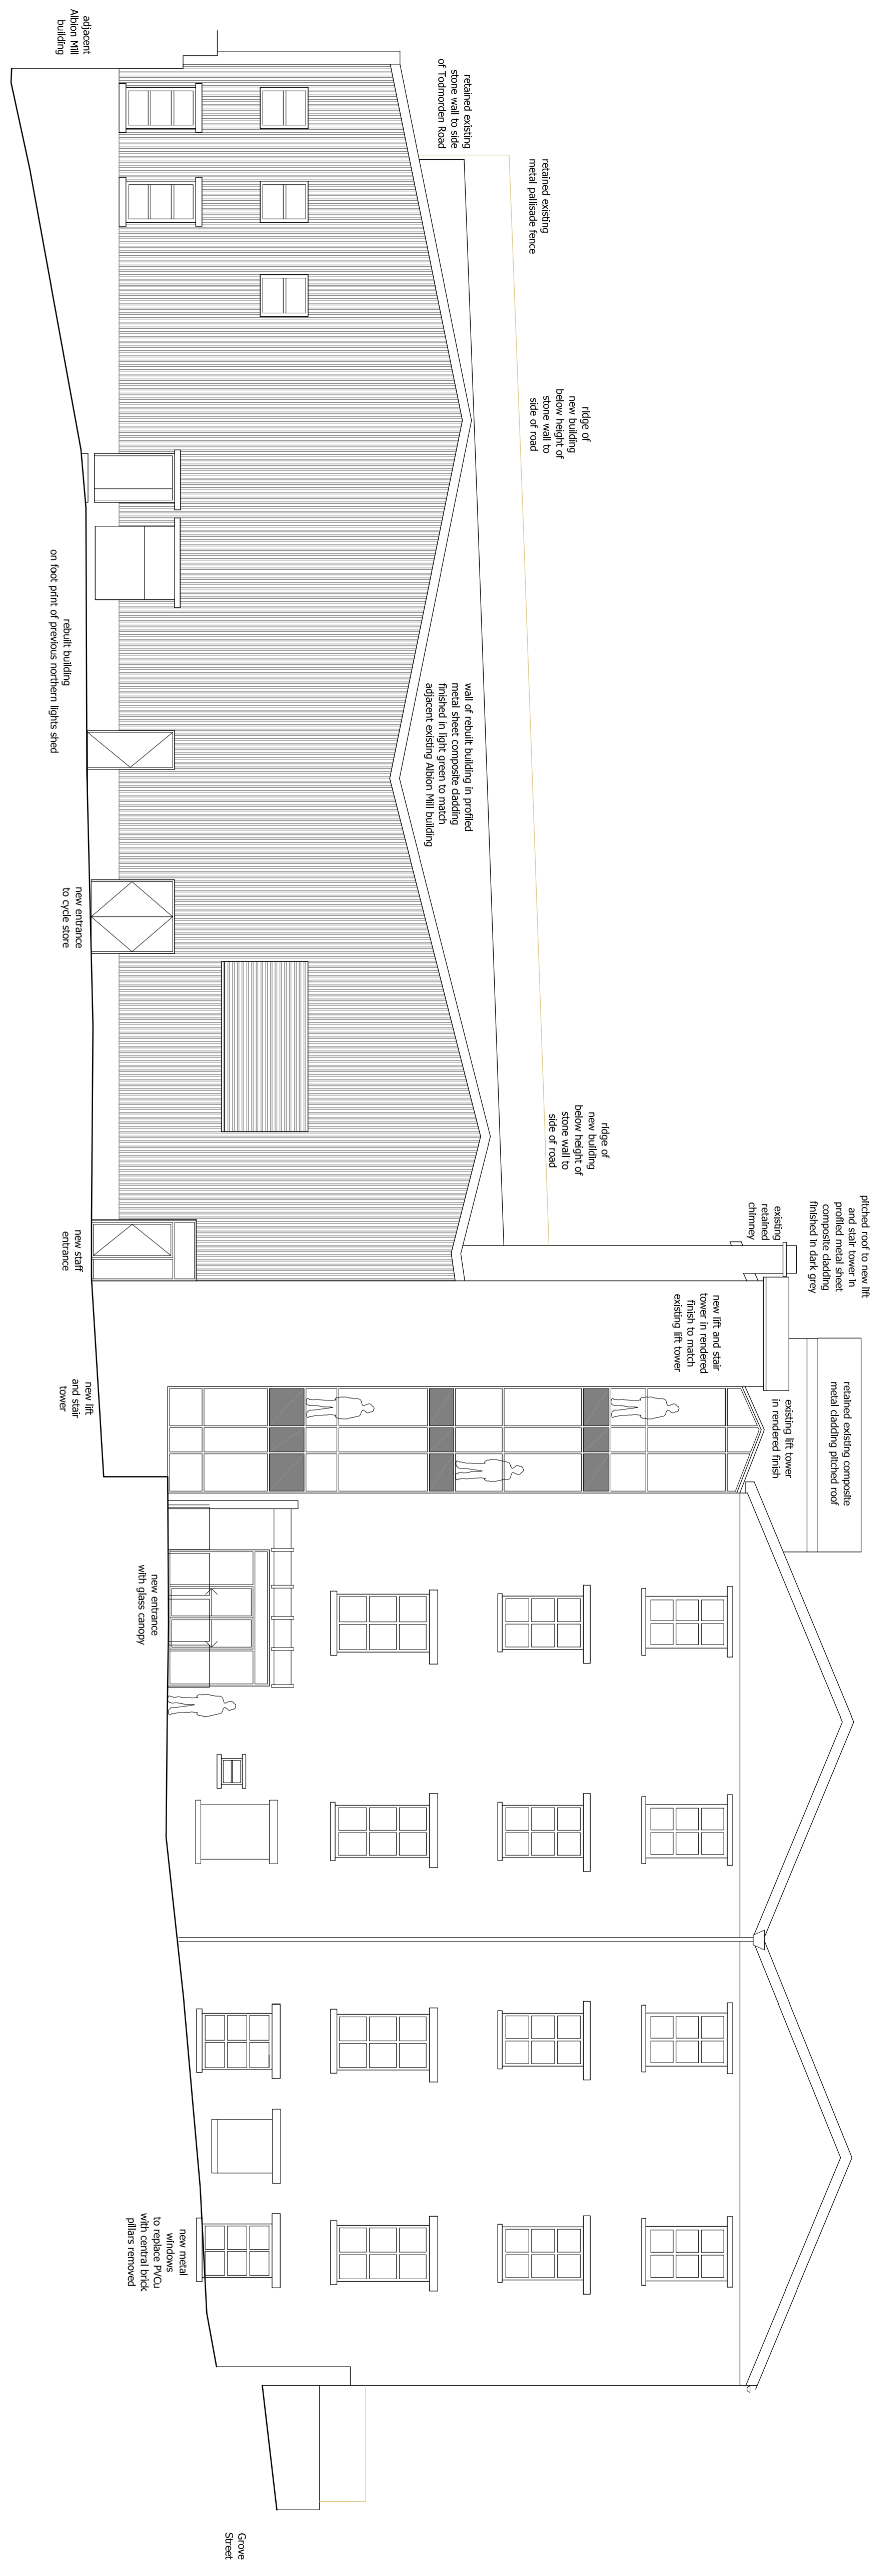 adjacent
Albion Mill
building
retained existing
stone wall to side
of Todmorden Road
retained existing
metal pallisade fence
ridge of
new building
below height of
stone wall to
side of road
rebuilt building
on foot print of previous northern lights shed
wall of rebuilt building in profiled
metal sheet composite cladding
finished in light green to match
adjacent existing Albion Mill building
new entrance
to cycle store
ridge of
new building
below height of
stone wall to
side of road
new staff
entrance
existing
retained
chimney
pitched roof to new lift
and stair tower in
profiled metal sheet
composite cladding
finished in dark grey
new lift and stair
tower in rendered
finish to match
existing lift tower
new lift
and stair
tower
existing lift tower
in rendered finish
retained existing composite
metal cladding pitched roof
new entrance
with glass canopy
new metal
windows
to replace PVCu
with central brick
pillars removed
Grove
Street